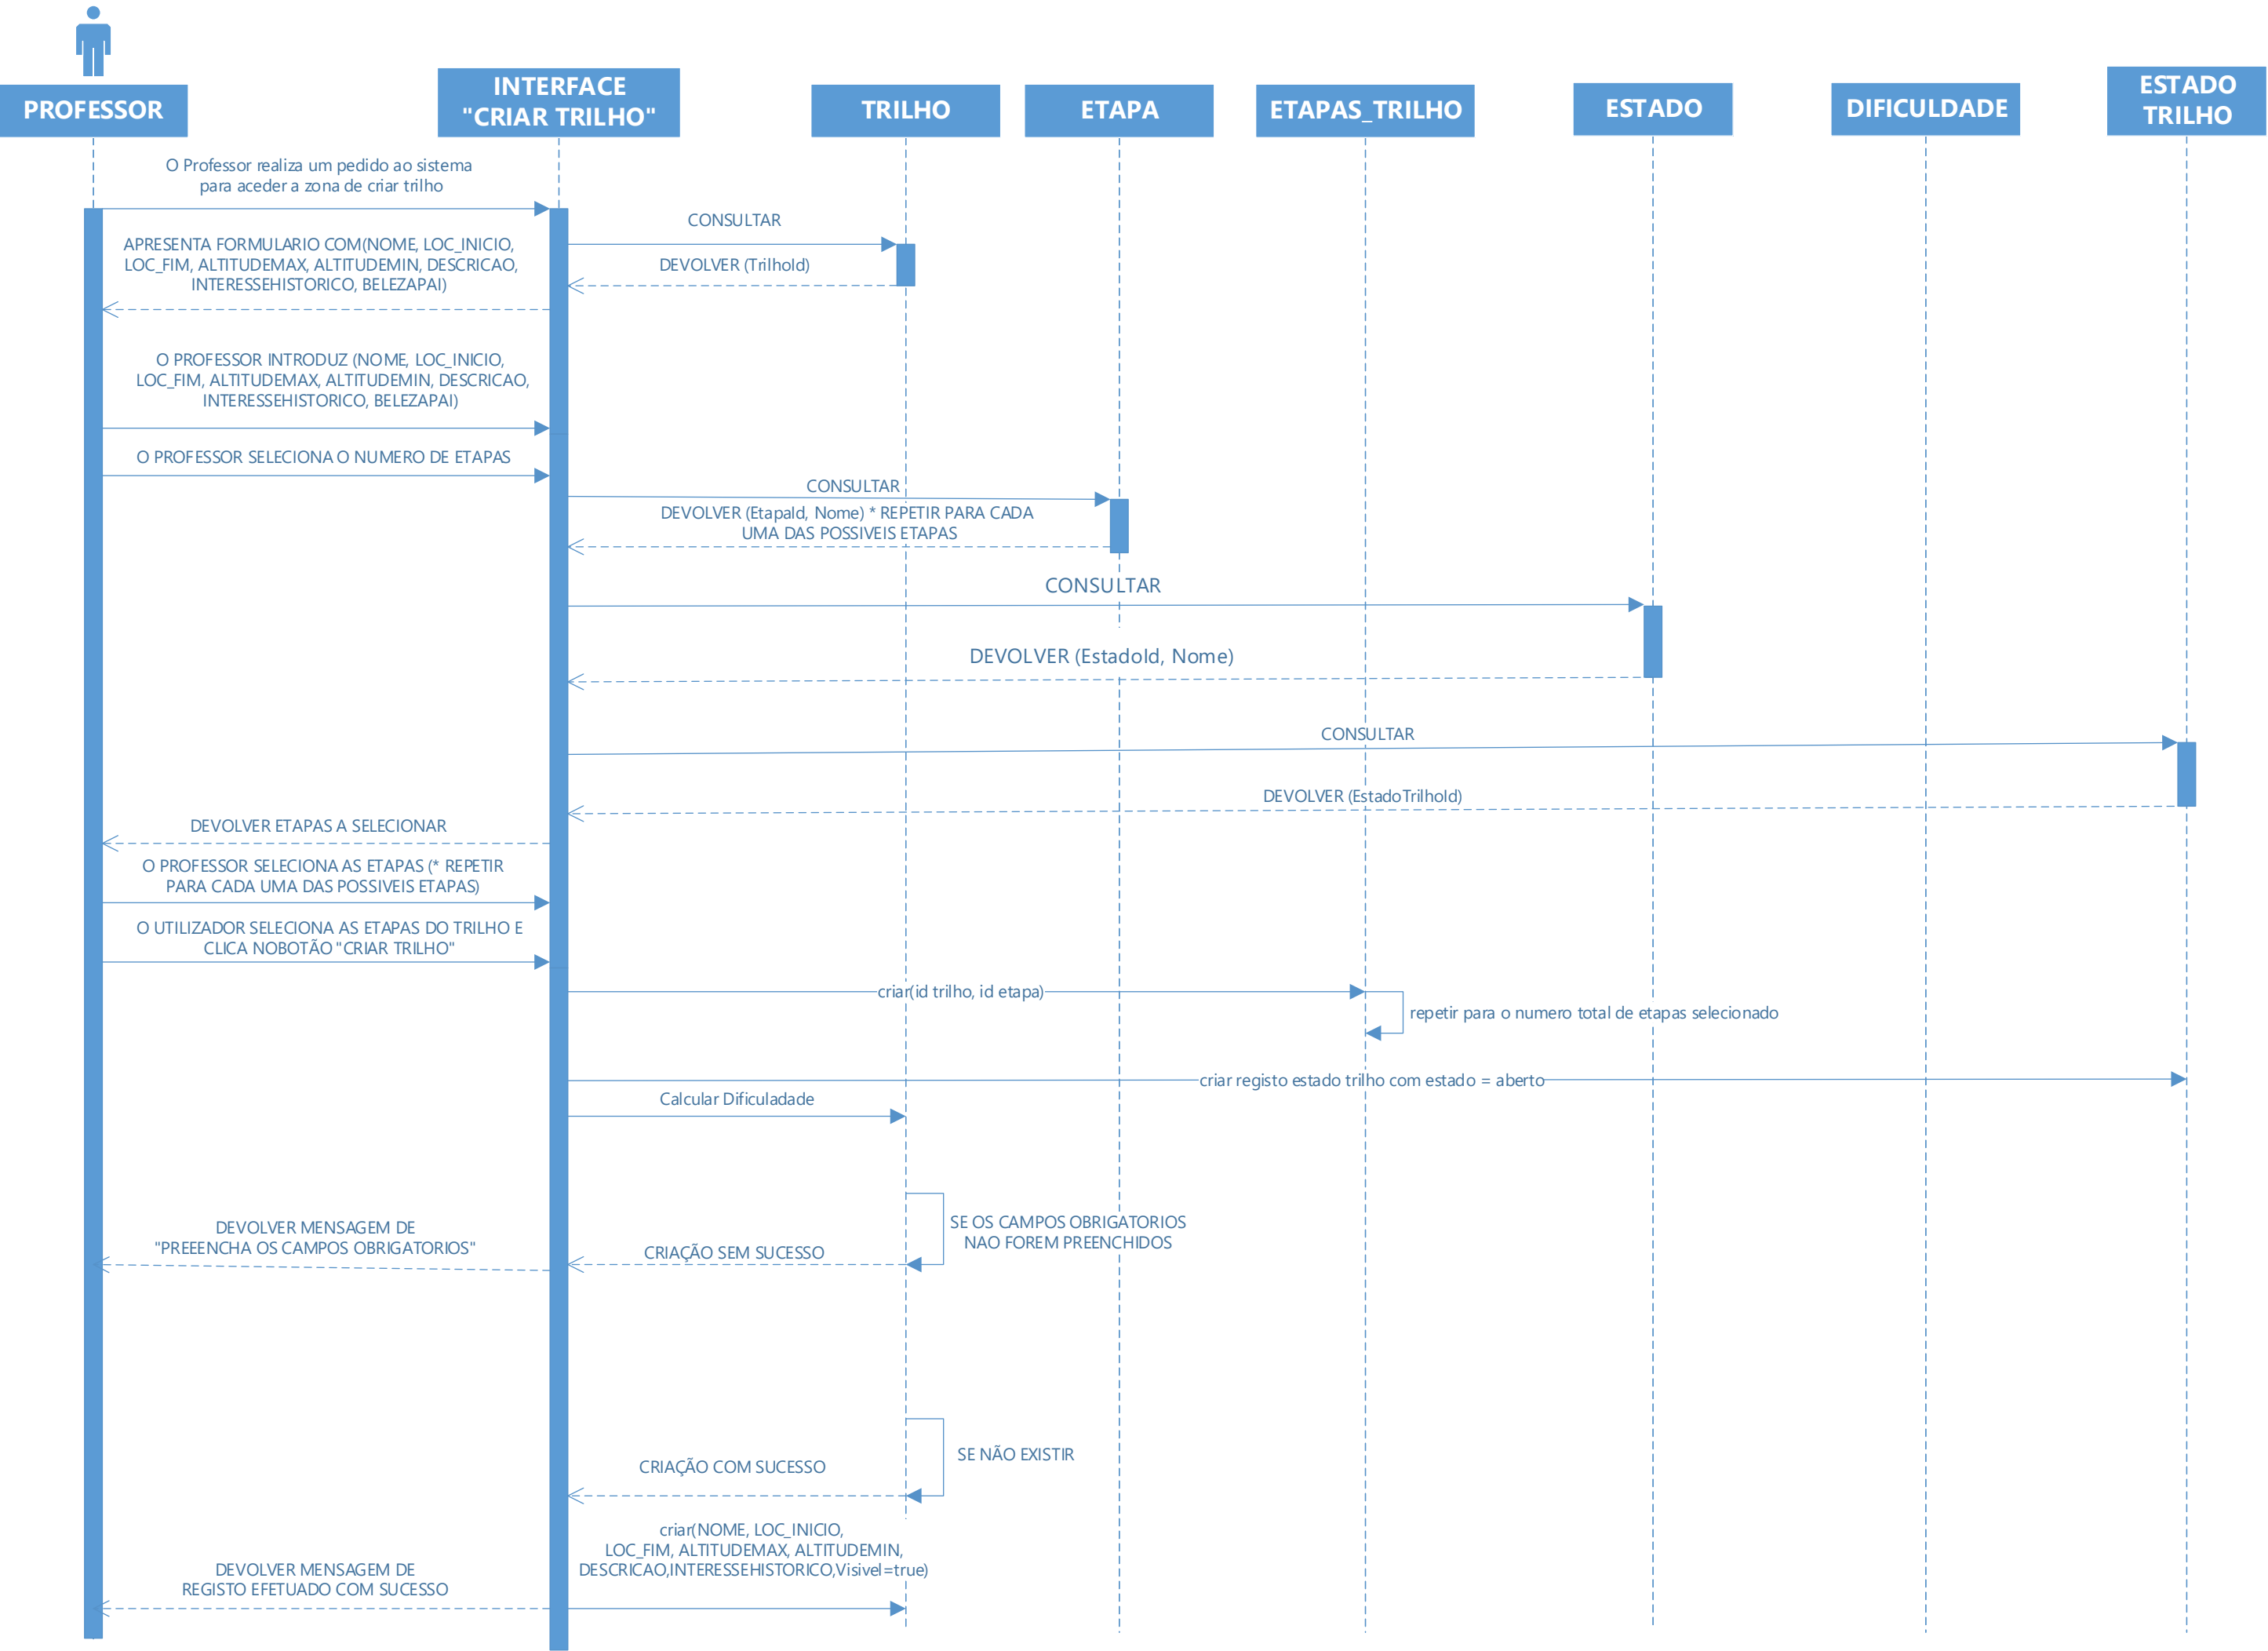 PROFESSOR
INTERFACE
"CRIAR TRILHO"
TRILHO
ETAPA
ETAPAS_TRILHO
ESTADO
DIFICULDADE
ESTADO
TRILHO
O Professor realiza um pedido ao sistema
para aceder a zona de criar trilho
CONSULTAR
APRESENTA FORMULARIO COM(NOME, LOC_INICIO,
LOC_FIM, ALTITUDEMAX, ALTITUDEMIN, DESCRICAO,
INTERESSEHISTORICO, BELEZAPAI)
DEVOLVER (TrilhoId)
O PROFESSOR INTRODUZ (NOME, LOC_INICIO,
LOC_FIM, ALTITUDEMAX, ALTITUDEMIN, DESCRICAO,
INTERESSEHISTORICO, BELEZAPAI)
O PROFESSOR SELECIONA O NUMERO DE ETAPAS
CONSULTAR
DEVOLVER (EtapaId, Nome) * REPETIR PARA CADA
UMA DAS POSSIVEIS ETAPAS
CONSULTAR
DEVOLVER (EstadoId, Nome)
CONSULTAR
DEVOLVER (EstadoTrilhoId)
DEVOLVER ETAPAS A SELECIONAR
O PROFESSOR SELECIONA AS ETAPAS (* REPETIR
PARA CADA UMA DAS POSSIVEIS ETAPAS)
O UTILIZADOR SELECIONA AS ETAPAS DO TRILHO E
CLICA NOBOTÃO "CRIAR TRILHO"
criar(id trilho, id etapa)
repetir para o numero total de etapas selecionado
criar registo estado trilho com estado = aberto
Calcular Dificuladade
SE OS CAMPOS OBRIGATORIOS
NAO FOREM PREENCHIDOS
DEVOLVER MENSAGEM DE
"PREEENCHA OS CAMPOS OBRIGATORIOS"
CRIAÇÃO SEM SUCESSO
SE NÃO EXISTIR
CRIAÇÃO COM SUCESSO
criar(NOME, LOC_INICIO,
LOC_FIM, ALTITUDEMAX, ALTITUDEMIN,
DESCRICAO,INTERESSEHISTORICO,Visivel=true)
DEVOLVER MENSAGEM DE
REGISTO EFETUADO COM SUCESSO